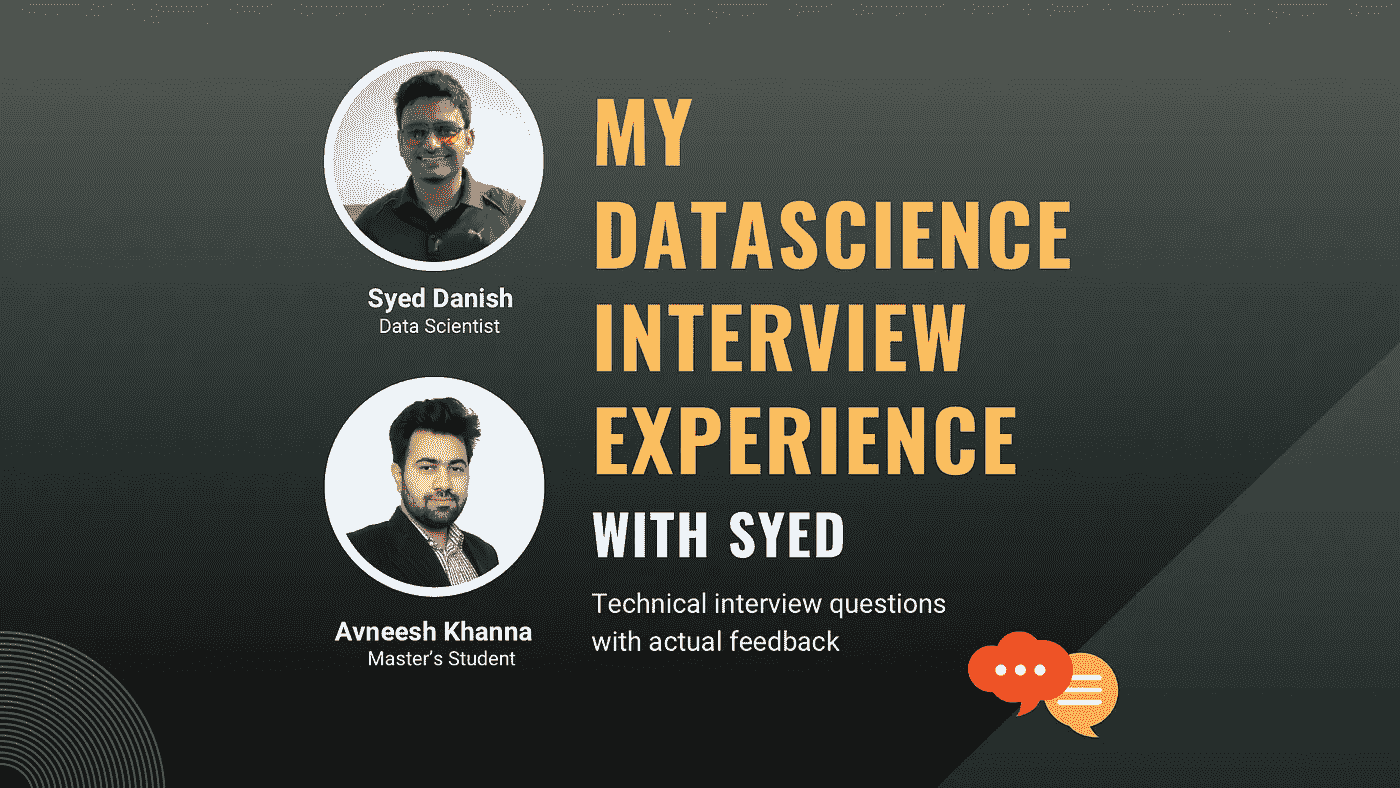 Syed Danish
Data Scientist
Avneesh Khanna
Master’s Student
MY
DATASCIENCE
INTERVIEW
EXPERIENCE
WITH SYED
Technical interview questions
with actual feedback